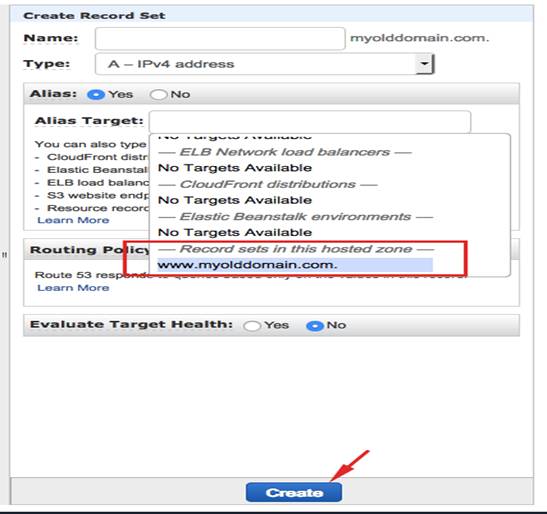 Create Record Set
Name: myolddomain.com.
Type: A – IPv4 address
Alias: Yes No
Alias Target:
No Targets Available
You can also type
— ELB Network load balancers —
- CloudFront distr
No Targets Available
- Elastic Beanstal
— CloudFront distributions —
- ELB load balanc
No Targets Available
- S3 website endp
— Elastic Beanstalk environments —
- Resource recor
No Targets Available
Learn More
— Record sets in this hosted zone —
Routing Policy
www.myolddomain.com.
"
Route 53 respon
Learn More
Evaluate Target Health: Yes No
Create